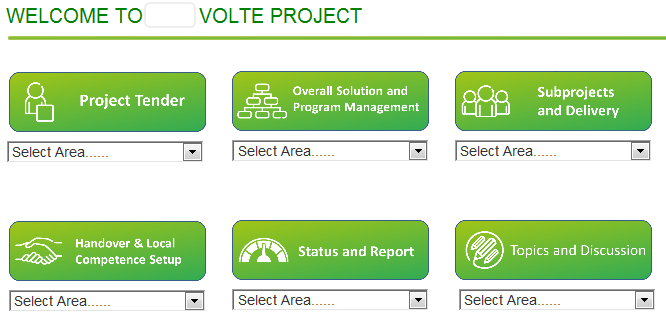 WELCOME TO VOLTE PROJECT
Project Tender
Overall Solution and
Program Management
Subprojects
and Delivery
Select Area......
Select Area......
Select Area......
Handover & Local
Competence Setup
Status and Report
Topics and Discussion
Select Area......
Select Area......
Select Area......